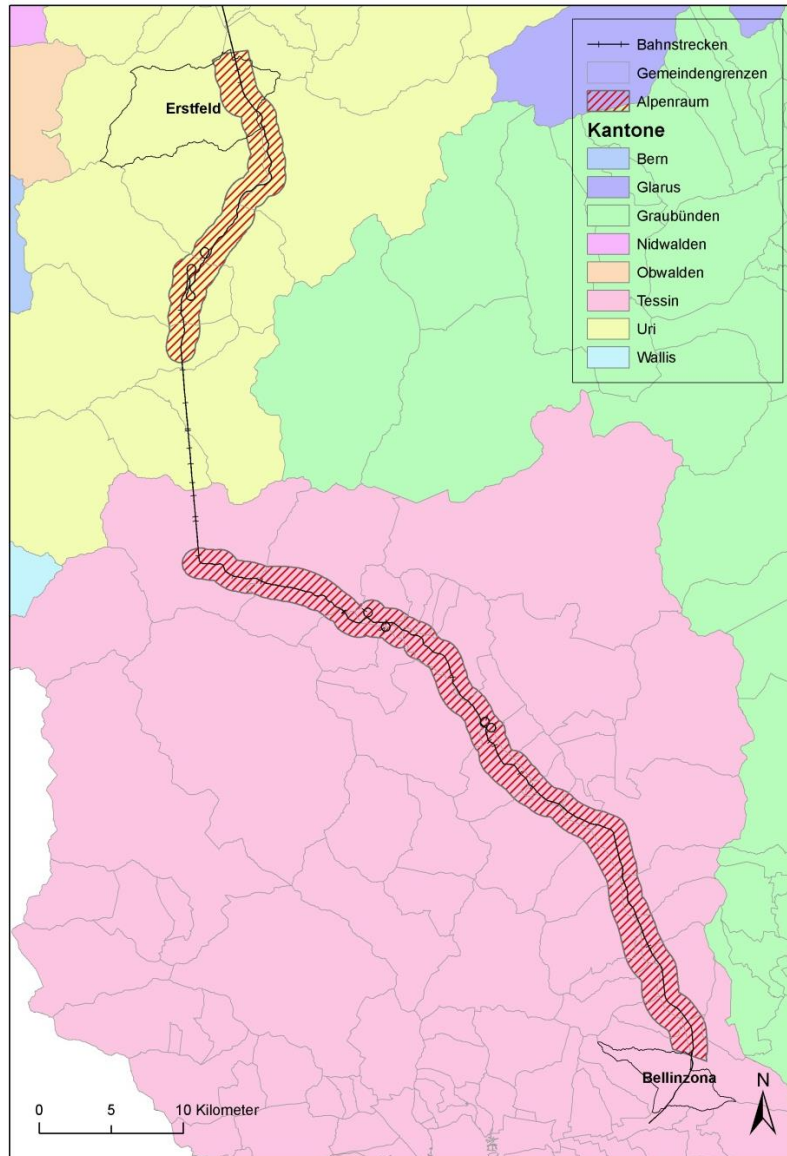 Bahnstrecken
Gemeindengrenzen
Alpenraum
Kantone
Bern
Glarus
Graubünden
Nidwalden
Obwalden
Tessin
Uri
Wallis
Erstfeld
Bellinzona
0 5 10 Kilometer
N